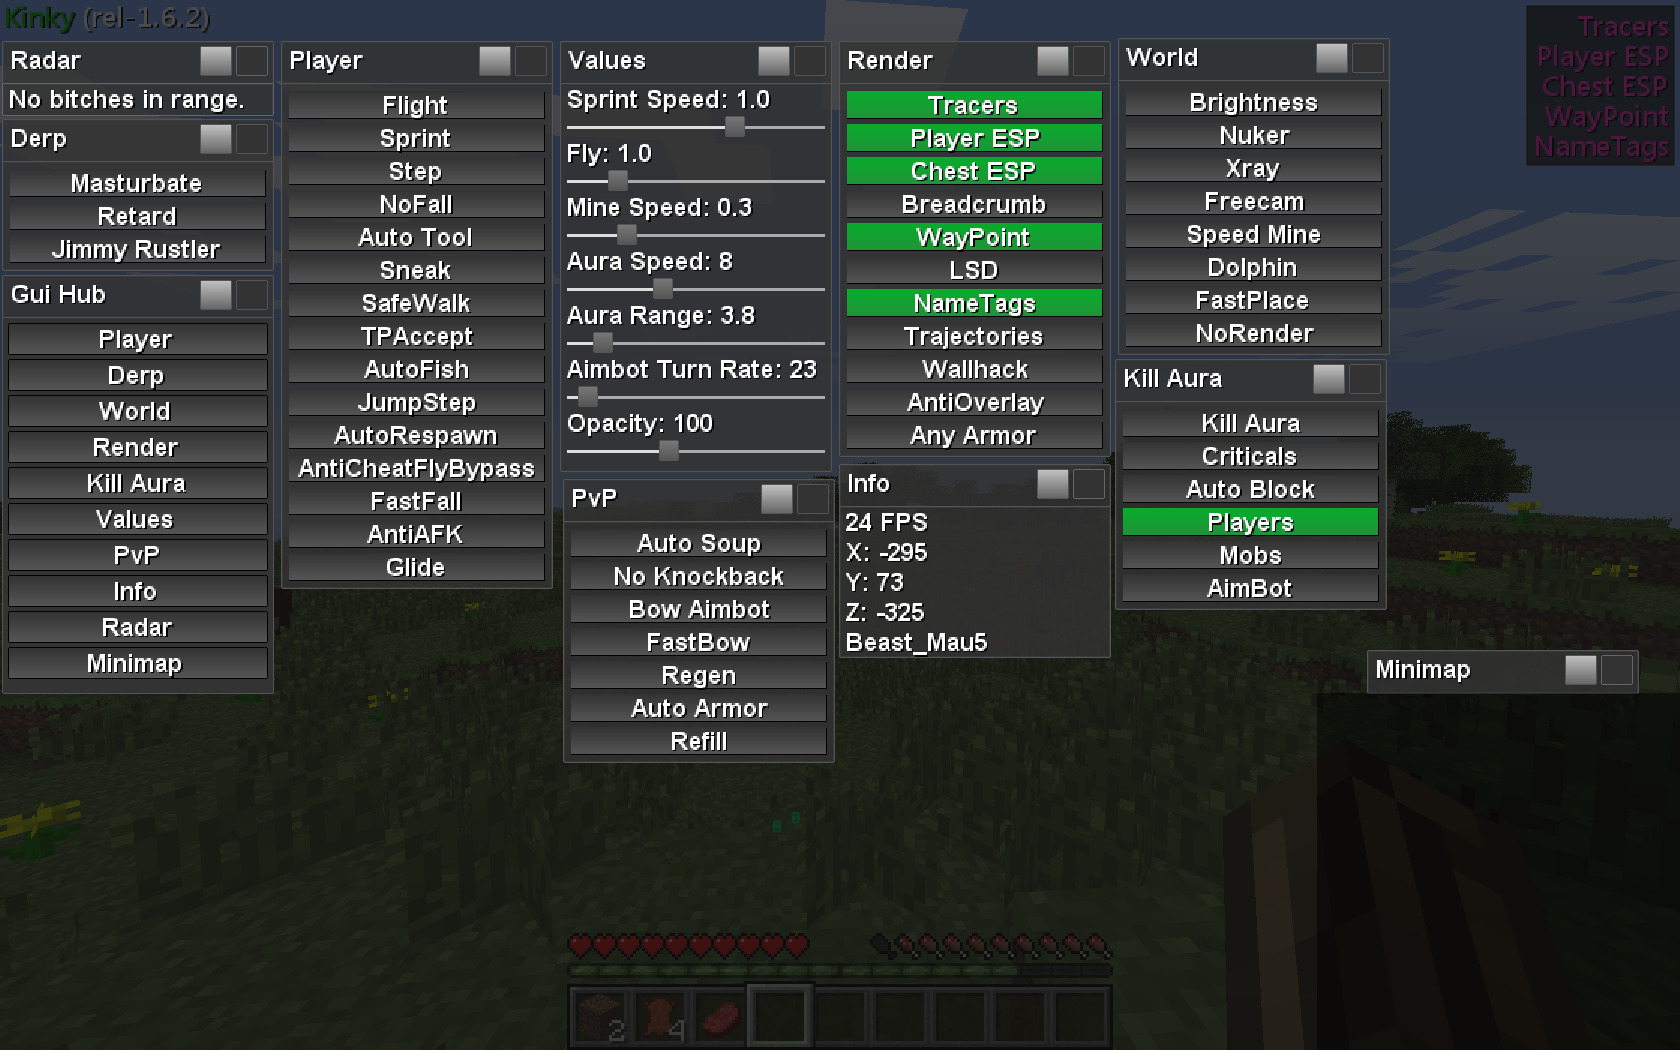 Kinky (rel-1.6.2)
Radar
No bitches in range.
Derp
Masturbate
Retard
Jimmy Rustler
Gui Hub
Player
Derp
World
Render
Kill Aura
Values
PvP
Info
Radar
Minimap
Player
Flight
Sprint
Step
NoFall
Auto Tool
Sneak
SafeWalk
TPAccept
AutoFish
JumpStep
AutoRespawn
AntiCheatFlyBypass
FastFall
AntiAFK
Glide
Values
Sprint Speed: 1.0
Fly: 1.0
Mine Speed: 0.3
Aura Speed: 8
Aura Range: 3.8
Aimbot Turn Rate: 23
Opacity: 100
PvP
Auto Soup
No Knockback
Bow Aimbot
FastBow
Regen
Auto Armor
Refill
Render
Tracers
Player ESP
Chest ESP
Breadcrumb
WayPoint
LSD
NameTags
Trajectories
Wallhack
AntiOverlay
Any Armor
Info
24 FPS
X: -295
Y: 73
Z: -325
Beast_Mau5
World
Brightness
Nuker
Xray
Freecam
Speed Mine
Dolphin
FastPlace
NoRender
Kill Aura
Kill Aura
Criticals
Auto Block
Players
Mobs
AimBot
Tracers
Player ESP
Chest ESP
WayPoint
NameTags
Minimap
2
4